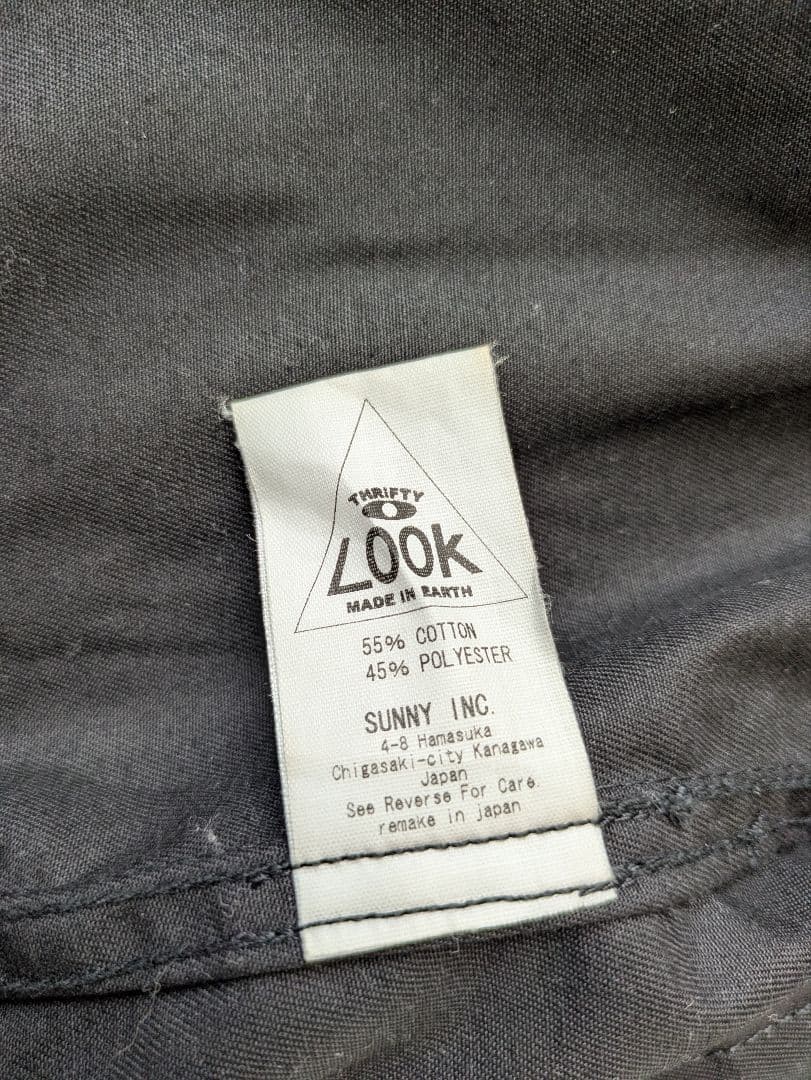 THRIFTY
LOOK
MADE IN EARTH
55% COTTON
45% POLYESTER
SUNNY INC.
4-8 Hamasuka
Chigasaki-city Kanagawa
Japan
See Reverse For Care.
remake in japan